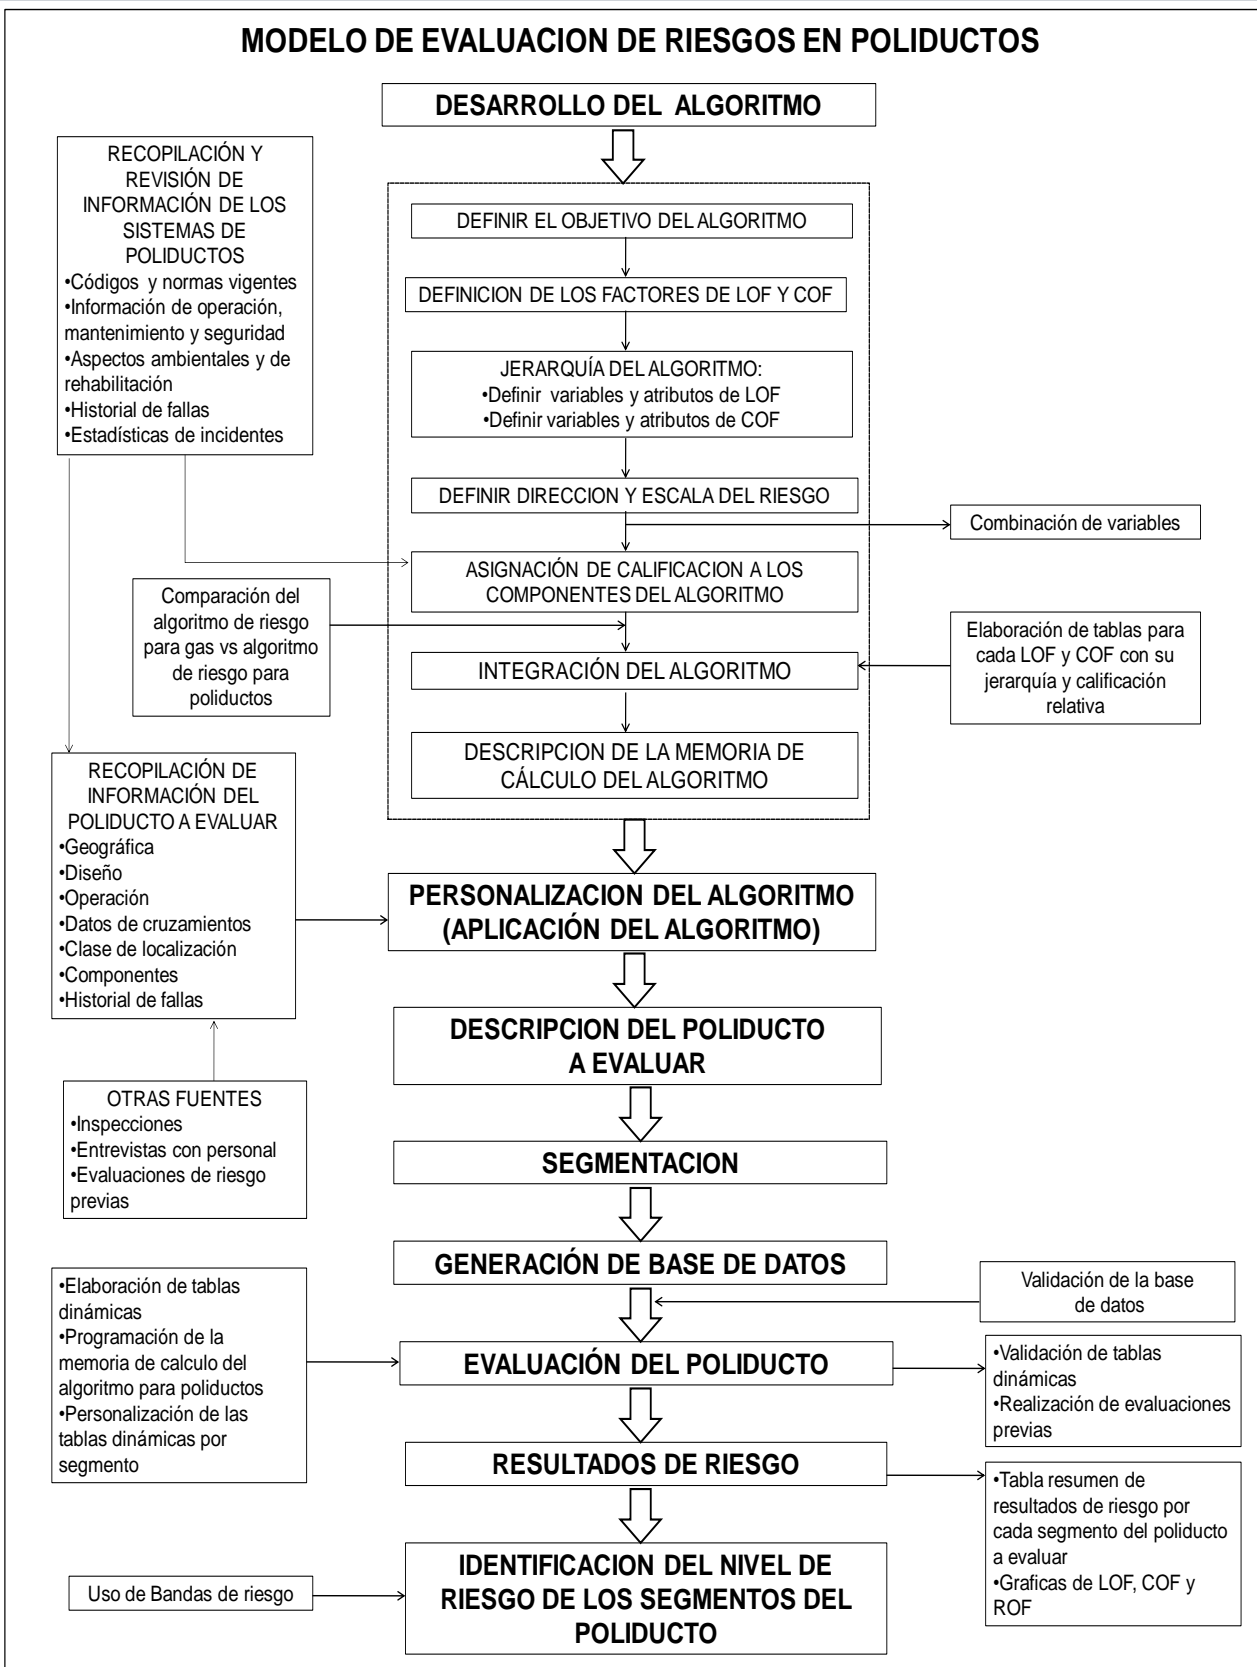 MODELO DE EVALUACION DE RIESGOS EN POLIDUCTOS
DESARROLLO DEL ALGORITMO
RECOPILACIÓN Y
REVISIÓN DE
INFORMACIÓN DE LOS
SISTEMAS DE
POLIDUCTOS
•Códigos y normas vigentes
•Información de operación,
mantenimiento y seguridad
•Aspectos ambientales y de
rehabilitación
•Historial de fallas
•Estadísticas de incidentes
DEFINIR EL OBJETIVO DEL ALGORITMO
DEFINICION DE LOS FACTORES DE LOF Y COF
JERARQUÍA DEL ALGORITMO:
•Definir variables y atributos de LOF
•Definir variables y atributos de COF
DEFINIR DIRECCION Y ESCALA DEL RIESGO
Combinación de variables
ASIGNACIÓN DE CALIFICACION A LOS
COMPONENTES DEL ALGORITMO
Comparación del
algoritmo de riesgo
para gas vs algoritmo
de riesgo para
poliductos
Elaboración de tablas para
cada LOF y COF con su
jerarquía y calificación
relativa
INTEGRACIÓN DEL ALGORITMO
DESCRIPCION DE LA MEMORIA DE
CÁLCULO DEL ALGORITMO
RECOPILACIÓN DE
INFORMACIÓN DEL
POLIDUCTO A EVALUAR
•Geográfica
•Diseño
•Operación
•Datos de cruzamientos
•Clase de localización
•Componentes
•Historial de fallas
PERSONALIZACION DEL ALGORITMO
(APLICACIÓN DEL ALGORITMO)
DESCRIPCION DEL POLIDUCTO
A EVALUAR
OTRAS FUENTES
•Inspecciones
•Entrevistas con personal
•Evaluaciones de riesgo
previas
SEGMENTACION
GENERACIÓN DE BASE DE DATOS
Validación de la base
de datos
•Elaboración de tablas
dinámicas
•Programación de la
memoria de calculo del
algoritmo para poliductos
•Personalización de las
tablas dinámicas por
segmento
EVALUACIÓN DEL POLIDUCTO
•Validación de tablas
dinámicas
•Realización de evaluaciones
previas
RESULTADOS DE RIESGO
•Tabla resumen de
resultados de riesgo por
cada segmento del poliducto
a evaluar
•Graficas de LOF, COF y
ROF
Uso de Bandas de riesgo
IDENTIFICACION DEL NIVEL DE
RIESGO DE LOS SEGMENTOS DEL
POLIDUCTO